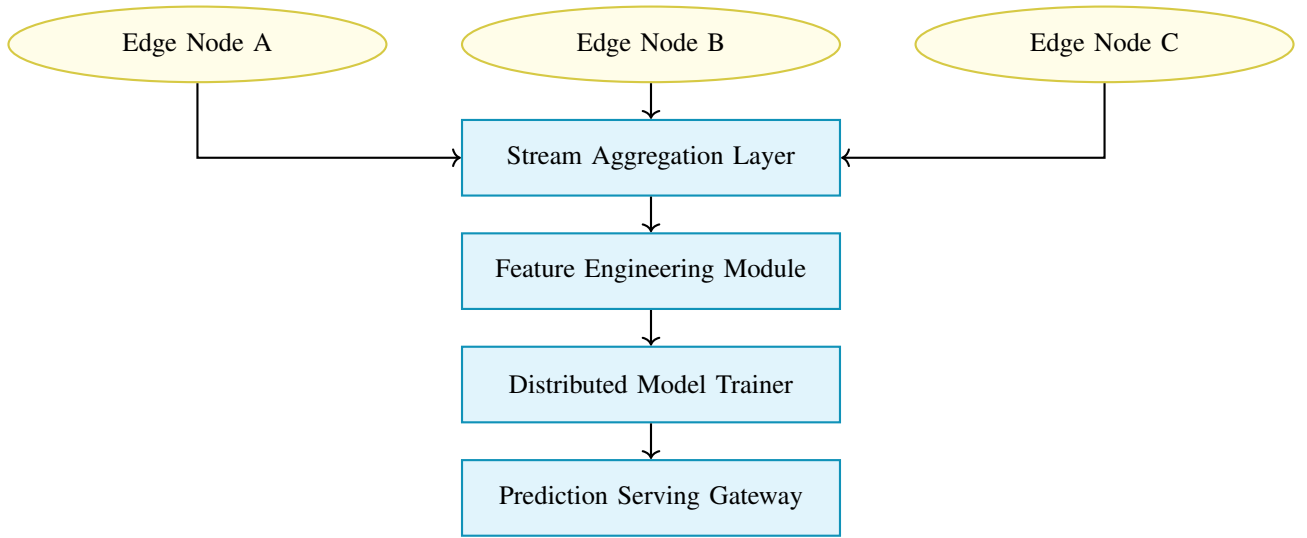 Edge Node A
Edge Node B
Edge Node C
Stream Aggregation Layer
Feature Engineering Module
Distributed Model Trainer
Prediction Serving Gateway